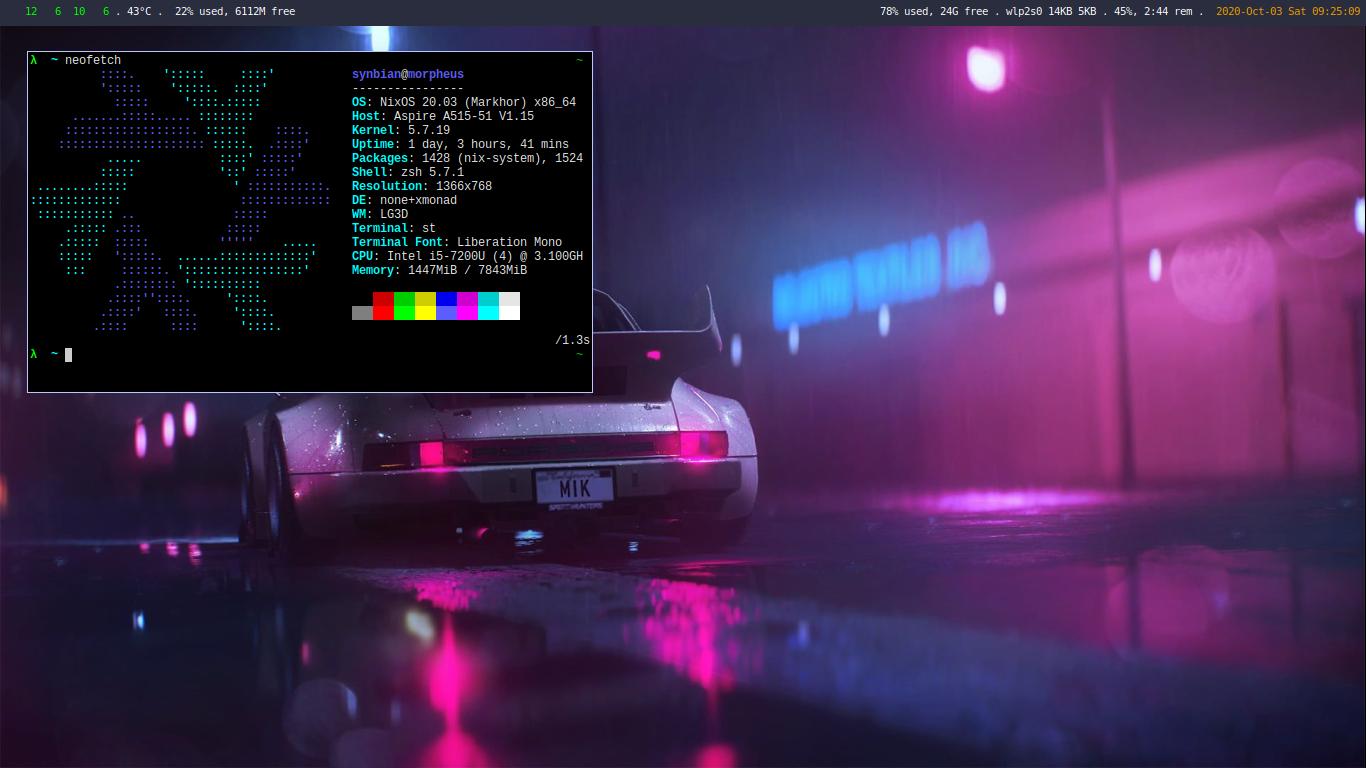 12 6 10 6 . 43°C . 22% used, 6112M free
78% used, 24G free . wlp2s0 14KB 5KB . 45%, 2:44 rem . 2020-Oct-03 Sat 09:25:09
λ ~ neofetch ~
synbian@morpheus
----------------
OS: NixOS 20.03 (Markhor) x86_64
Host: Aspire A515-51 V1.15
Kernel: 5.7.19
Uptime: 1 day, 3 hours, 41 mins
Packages: 1428 (nix-system), 1524
Shell: zsh 5.7.1
Resolution: 1366x768
DE: none+xmonad
WM: LG3D
Terminal: st
Terminal Font: Liberation Mono
CPU: Intel i5-7200U (4) @ 3.100GH
Memory: 1447MiB / 7843MiB
/1.3s
λ ~ ~
MIK
SPEEDHUNTERS